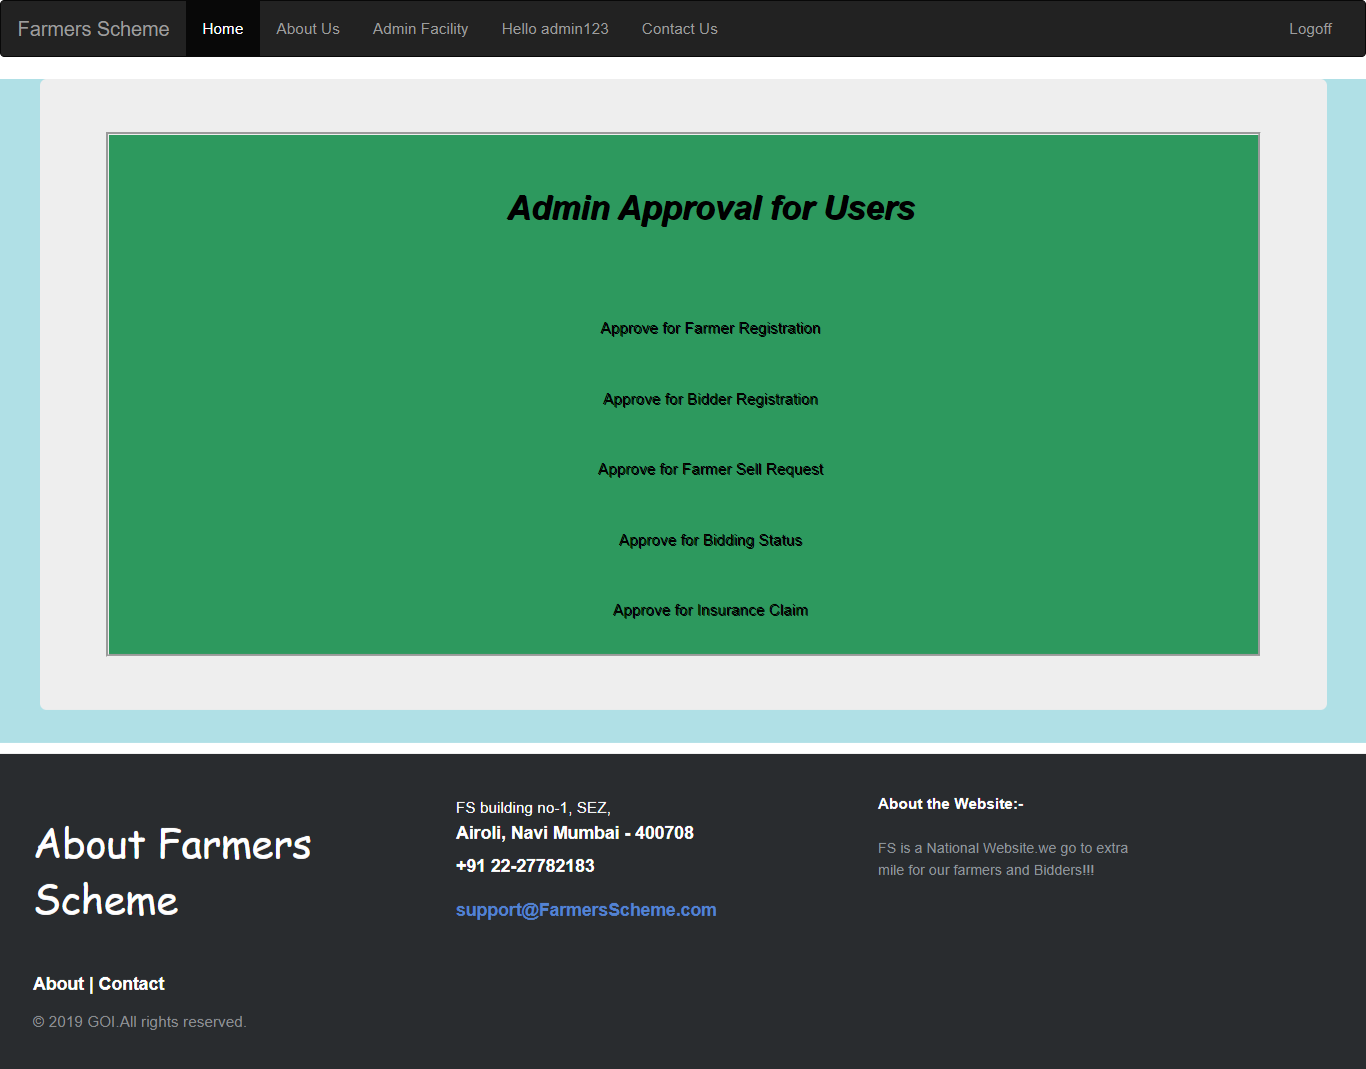 Farmers Scheme Home About Us Admin Facility Hello admin123 Contact Us Logoff
Admin Approval for Users
Approve for Farmer Registration
Approve for Bidder Registration
Approve for Farmer Sell Request
Approve for Bidding Status
Approve for Insurance Claim
About Farmers
Scheme
About | Contact
© 2019 GOI.All rights reserved.
FS building no-1, SEZ,
Airoli, Navi Mumbai - 400708
+91 22-27782183
support@FarmersScheme.com
About the Website:-
FS is a National Website.we go to extra
mile for our farmers and Bidders!!!